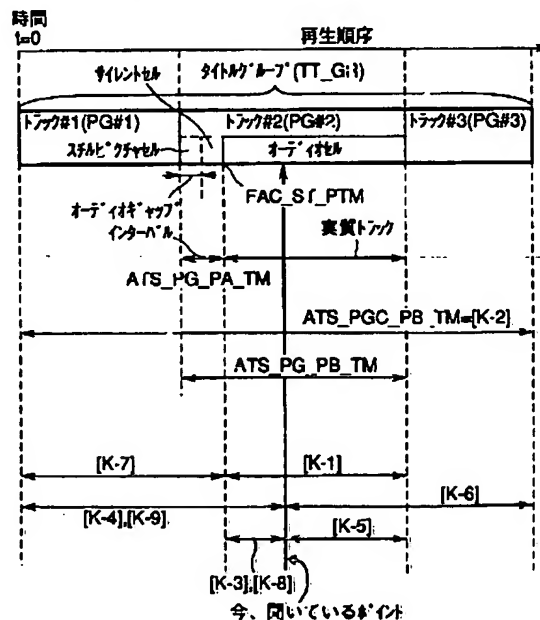 時間
t=0
再生順序
サイレントセル
タイトルグループ(TT_GR)
トラック#1(PG#1)
トラック#2(PG#2)
トラック#3(PG#3)
スチルピクチャセル
オーディオセル
FAC_ST_PTM
オーディオギャップ
インターバル
実質トラック
ATS_PG_PA_TM
ATS_PGC_PB_TM=[K-2]
ATS_PG_PB_TM
[K-7]
[K-1]
[K-4],[K-9]
[K-6]
[K-5]
[K-3],[K-8]
今、聞いているポイント